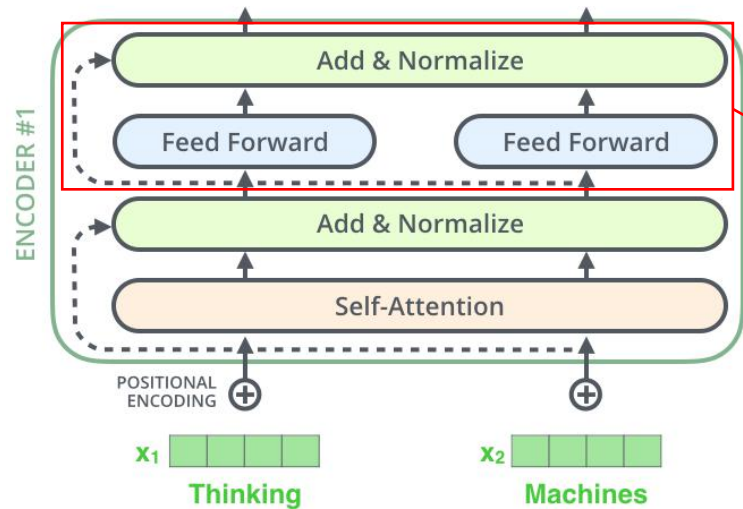 ENCODER #1
Add & Normalize
Feed Forward
Feed Forward
Add & Normalize
Self-Attention
POSITIONAL
ENCODING
x₁
x₂
Thinking
Machines